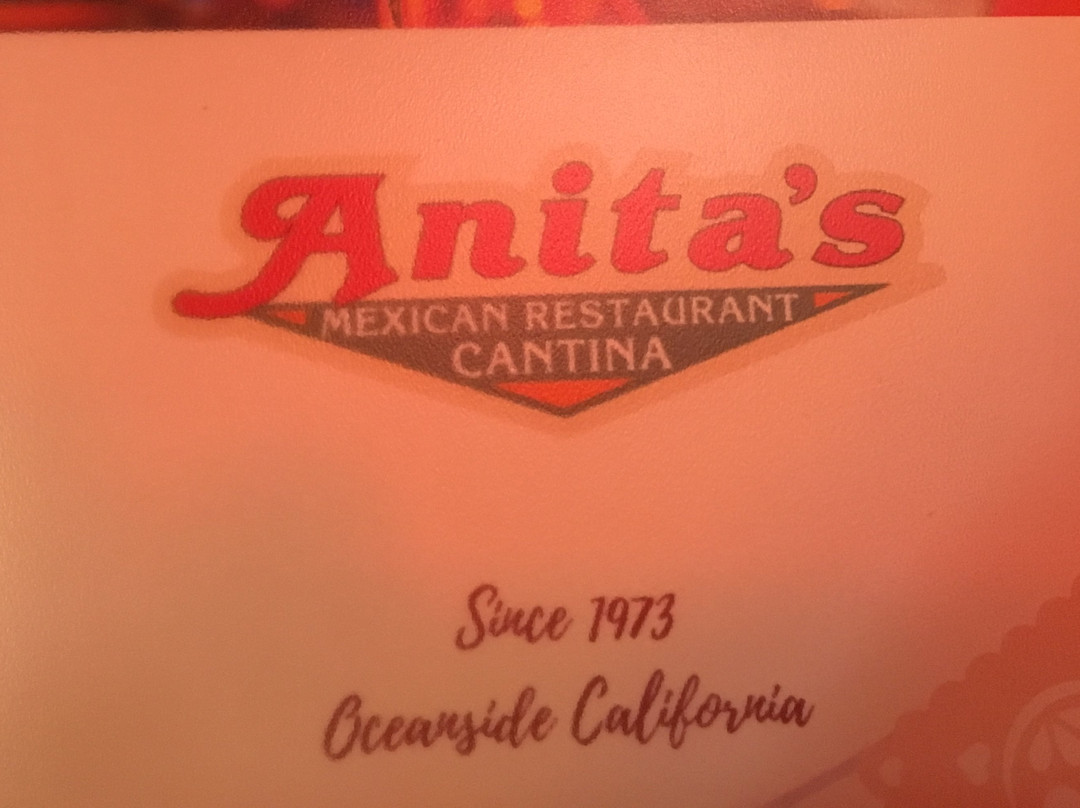 Anita's
MEXICAN RESTAURANT
CANTINA
Since 1973
Oceanside California